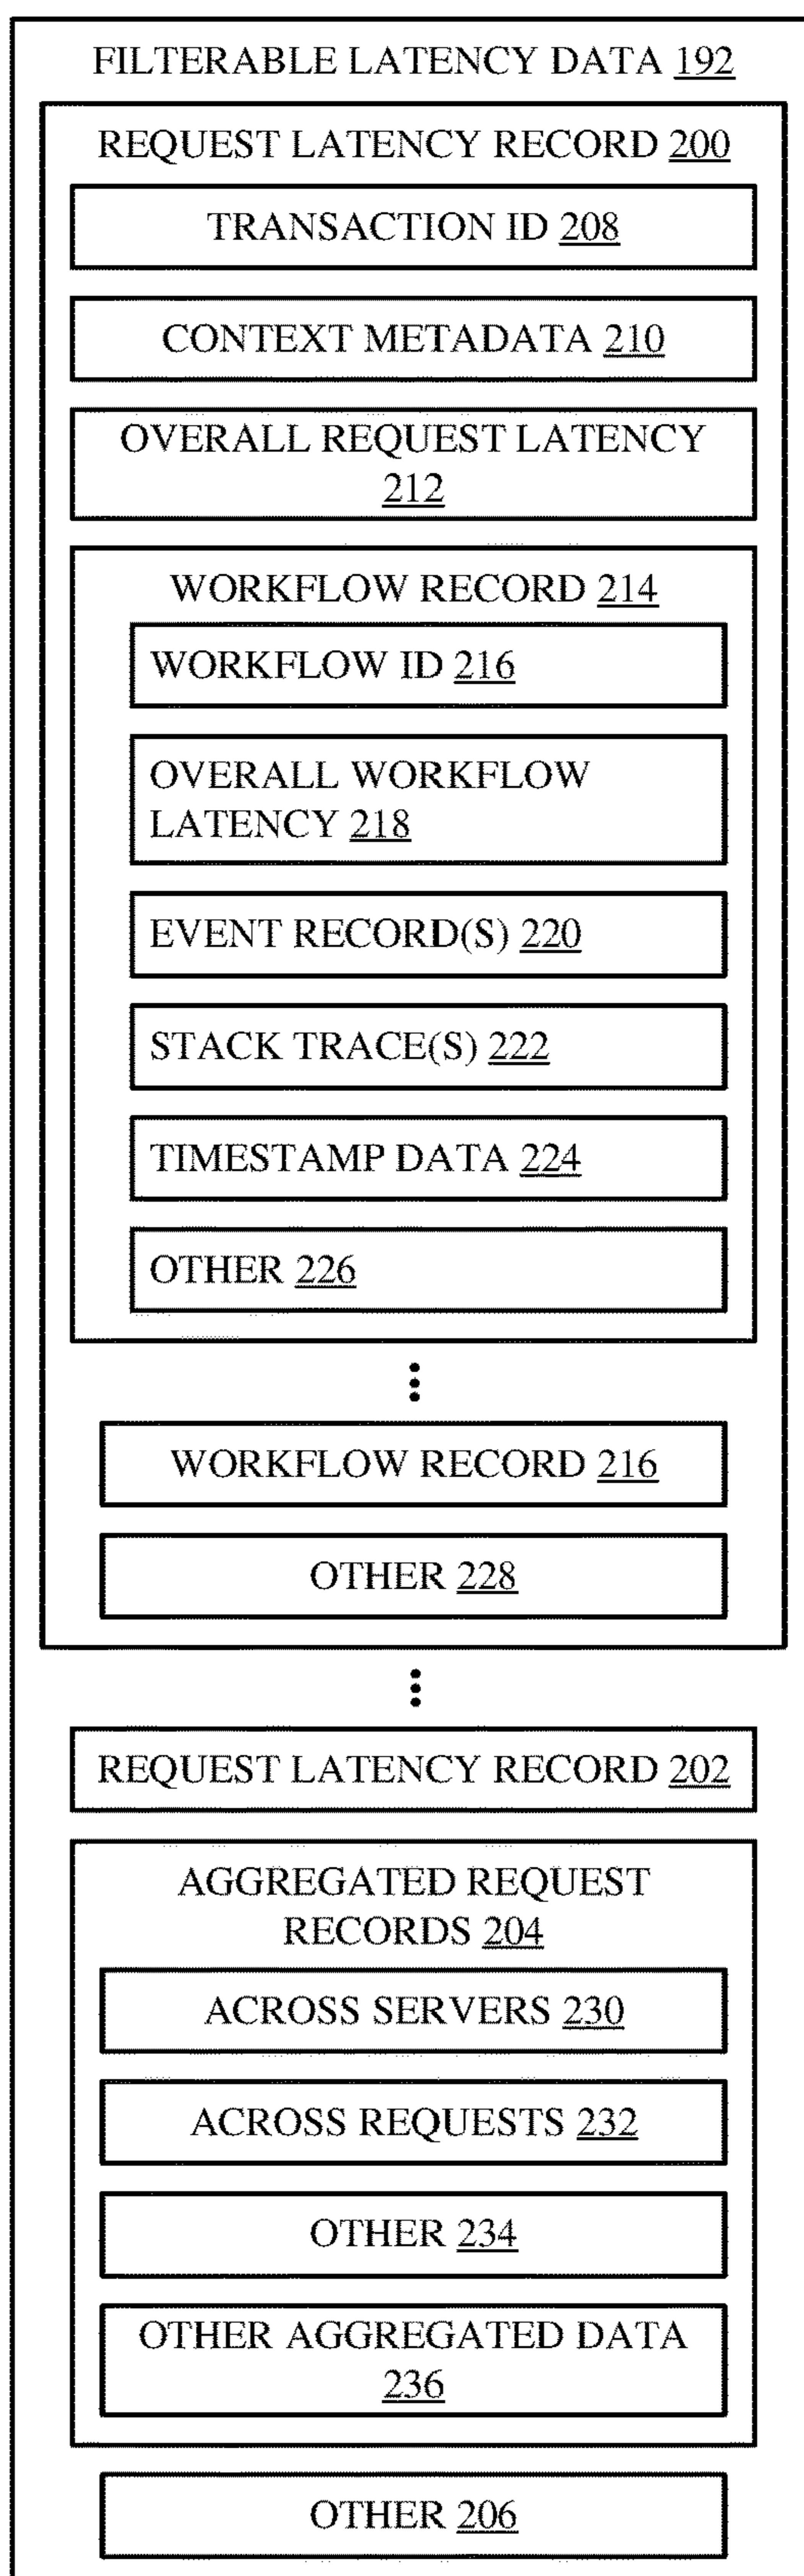 FILTERABLE LATENCY DATA 192
REQUEST LATENCY RECORD 200
TRANSACTION ID 208
CONTEXT METADATA 210
OVERALL REQUEST LATENCY
212
WORKFLOW RECORD 214
WORKFLOW ID 216
OVERALL WORKFLOW
LATENCY 218
EVENT RECORD(S) 220
STACK TRACE(S) 222
TIMESTAMP DATA 224
OTHER 226
WORKFLOW RECORD 216
OTHER 228
REQUEST LATENCY RECORD 202
AGGREGATED REQUEST
RECORDS 204
ACROSS SERVERS 230
ACROSS REQUESTS 232
OTHER 234
OTHER AGGREGATED DATA
236
OTHER 206